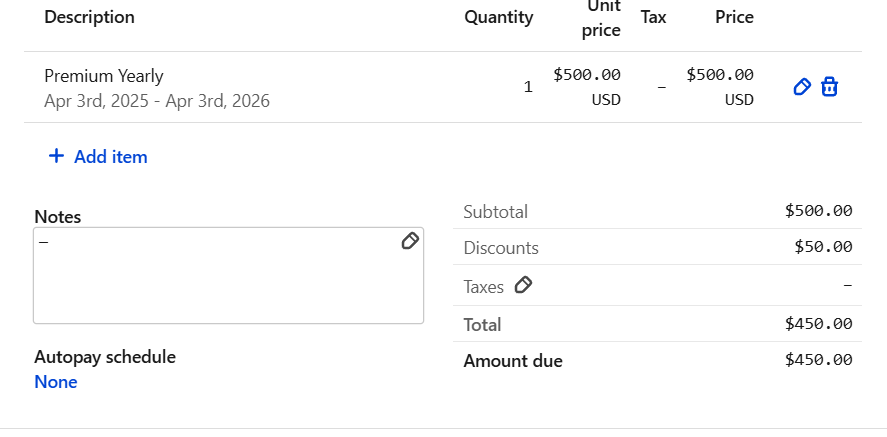 Description Quantity Unit price Tax Price
Premium Yearly
Apr 3rd, 2025 - Apr 3rd, 2026
1 $500.00 USD – $500.00 USD
+ Add item
Notes
–
Autopay schedule
None
Subtotal $500.00
Discounts $50.00
Taxes –
Total $450.00
Amount due $450.00